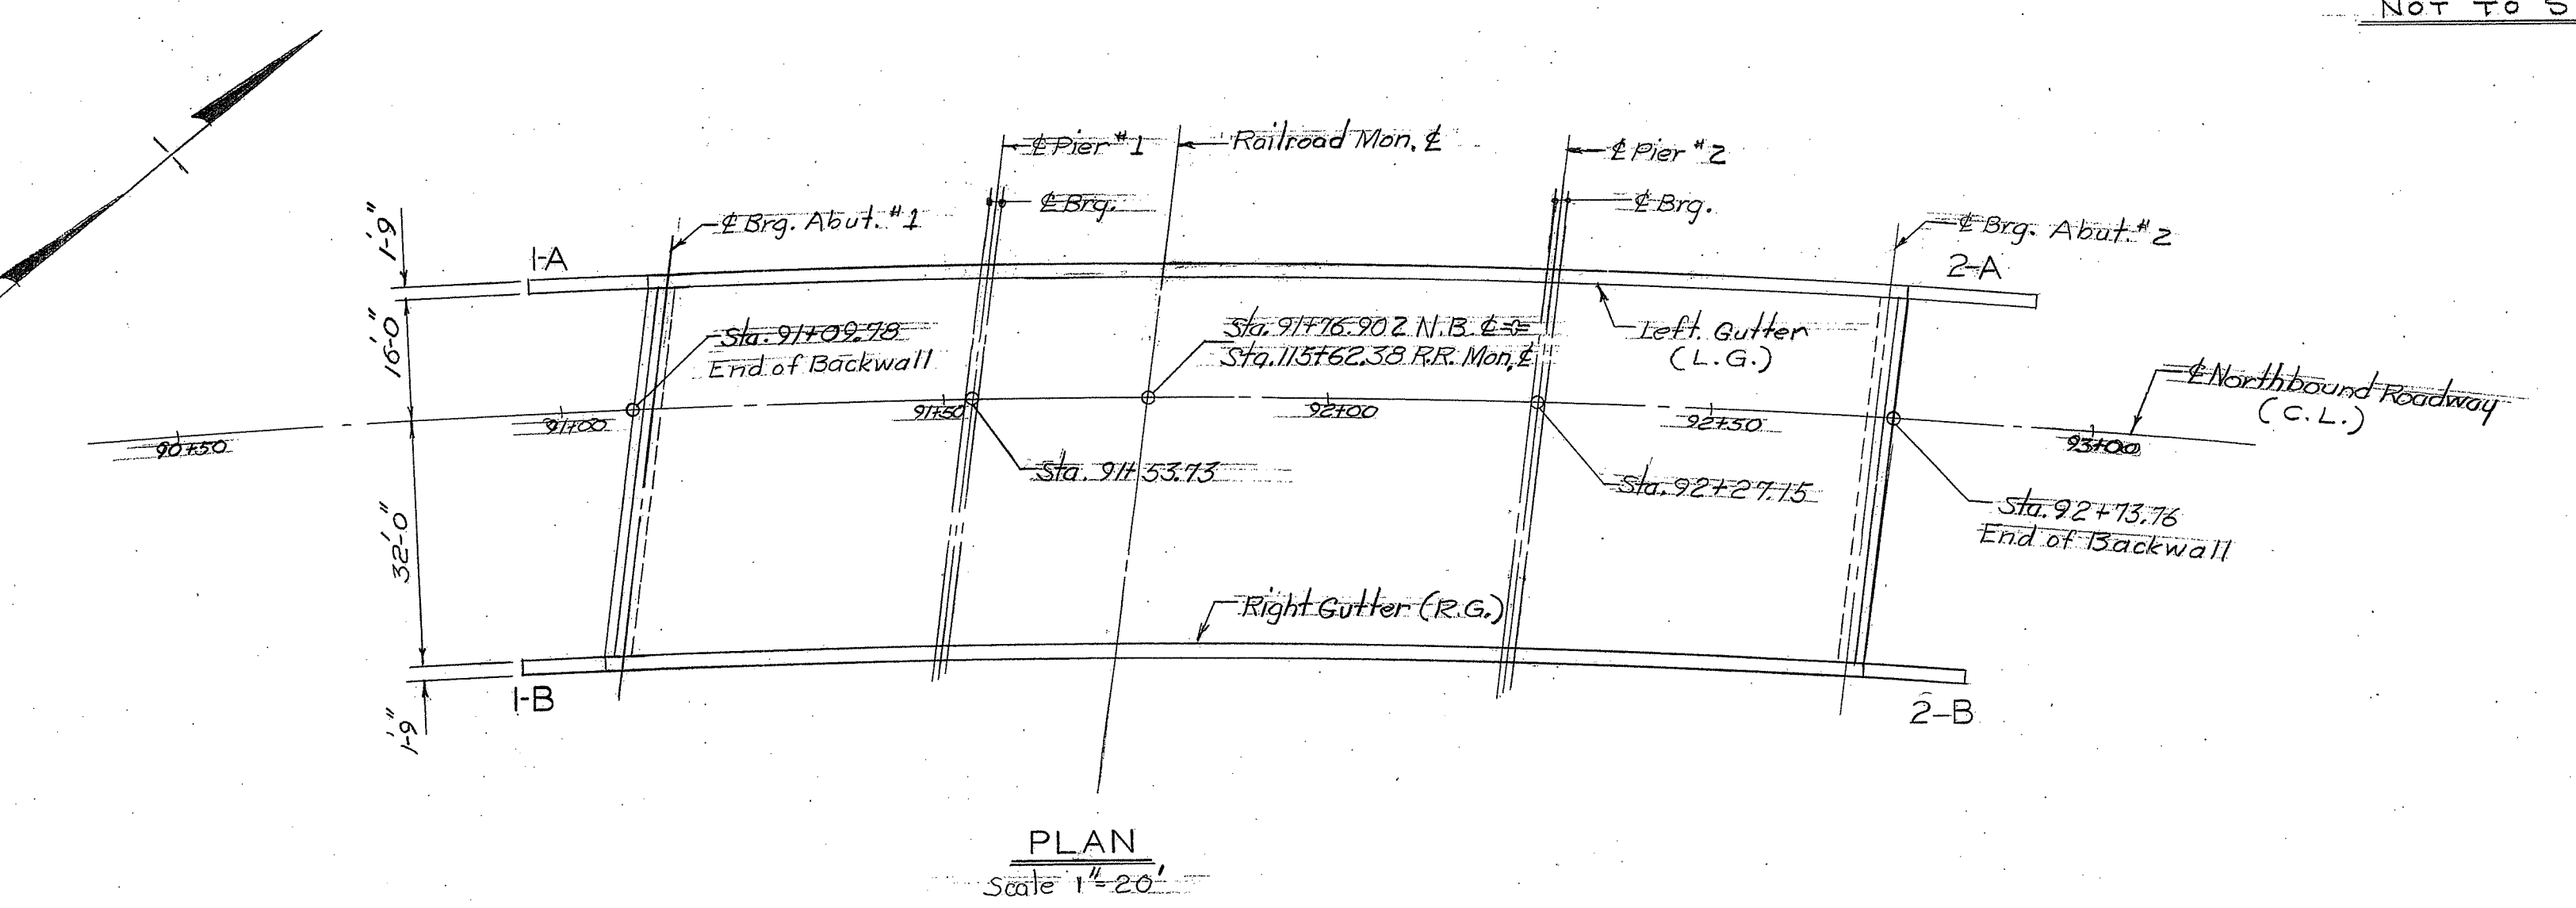 NOT TO S
℄ Pier #1
Railroad Mon. ℄
℄ Pier #2
℄ Brg.
℄ Brg.
℄ Brg. Abut. #1
℄ Brg. Abut. #2
1'-9"
1-A
2-A
16'-0"
Sta. 91+09.78
End of Backwall
Sta. 91+76.902 N.B. ℄ =
Sta. 115+62.38 R.R. Mon. ℄
Left Gutter
(L.G.)
℄ Northbound Roadway
(C.L.)
90+50
91+00
91+50
92+00
92+50
93+00
Sta. 91+53.73
Sta. 92+27.15
Sta. 92+73.76
End of Backwall
32'-0"
Right Gutter (R.G.)
1-B
2-B
1'-9"
PLAN
Scale 1"=20'